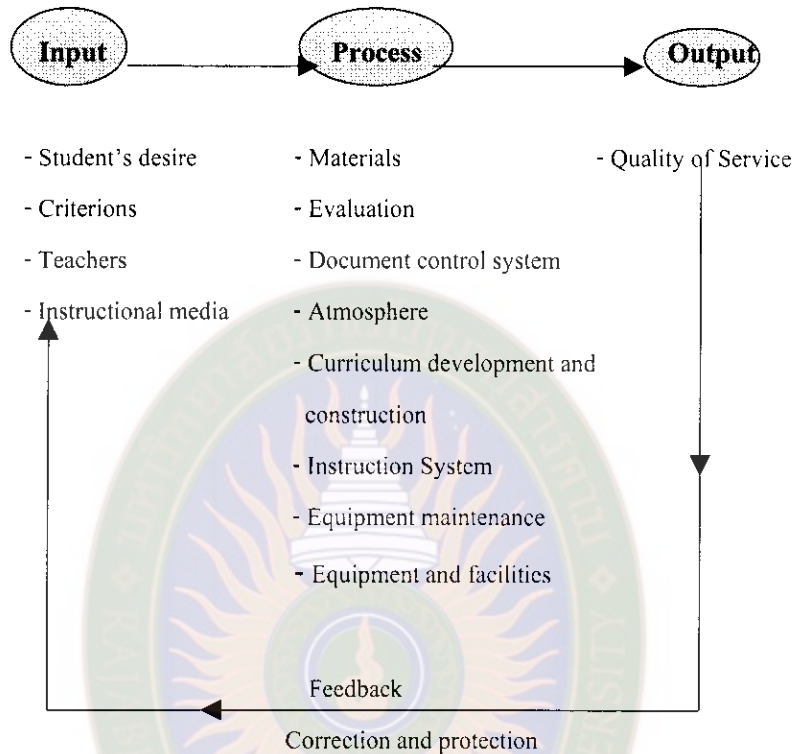 Input
Process
Output
- Student's desire
- Criterions
- Teachers
- Instructional media
- Materials
- Evaluation
- Document control system
- Atmosphere
- Curriculum development and
construction
- Instruction System
- Equipment maintenance
- Equipment and facilities
- Quality of Service
Feedback
Correction and protection